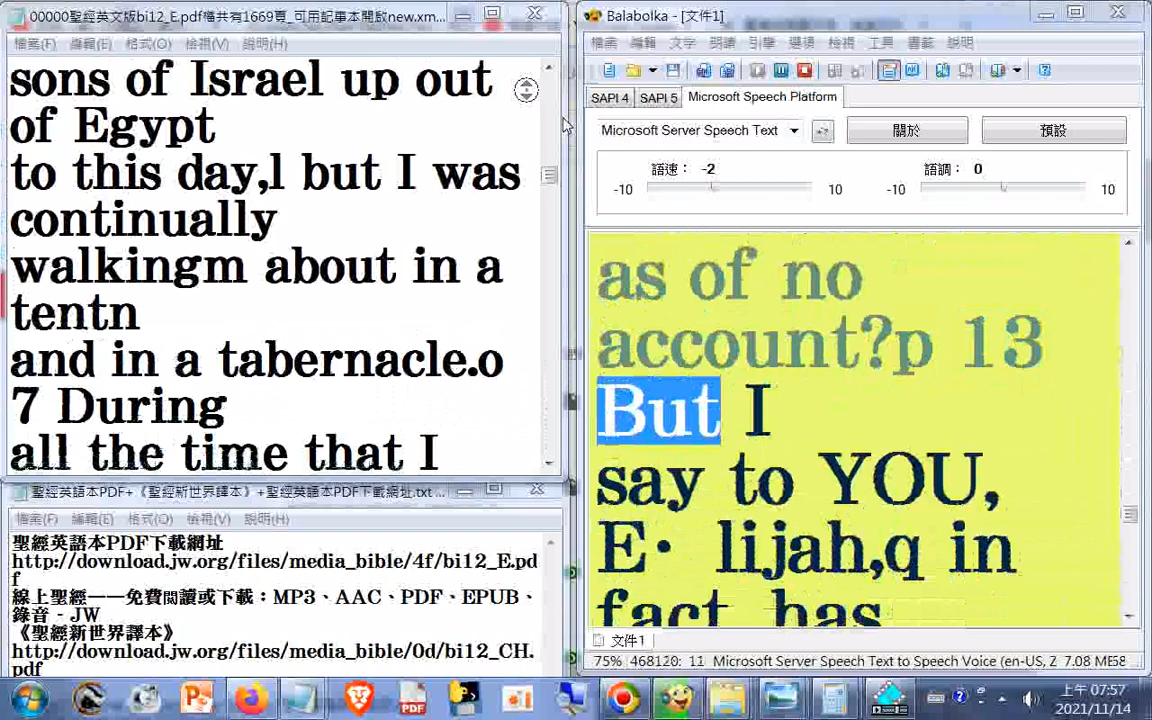 00000聖經英文版bi12_E.pdf檔共有1669頁_可用記事本開啟new.xm...
檔案(F) 編輯(E) 格式(O) 檢視(V) 說明(H)
sons of Israel up out
of Egypt
to this day,l but I was
continually
walkingm about in a
tentn
and in a tabernacle.o
7 During
all the time that I
聖經英語本PDF+《聖經新世界譯本》+聖經英語本PDF下載網址.txt ...
檔案(F) 編輯(E) 格式(O) 檢視(V) 說明(H)
聖經英語本PDF下載網址
http://download.jw.org/files/media_bible/4f/bi12_E.pd
f
線上聖經——免費閱讀或下載：MP3、AAC、PDF、EPUB、
錄音 - JW
《聖經新世界譯本》
http://download.jw.org/files/media_bible/0d/bi12_CH.
pdf
Balabolka - [文件1]
檔案 編輯 文字 朗讀 引擎 選項 檢視 工具 書籤 說明
SAPI 4 SAPI 5 Microsoft Speech Platform
Microsoft Server Speech Text 關於 預設
語速： -2 語調： 0
-10 10 -10 10
as of no
account?p 13
But I
say to YOU,
E· lijah,q in
fact has
文件1
75% 468120: 11 Microsoft Server Speech Text to Speech Voice (en-US, Z 7.08 ME58
PDF
上午 07:57
2021/11/14